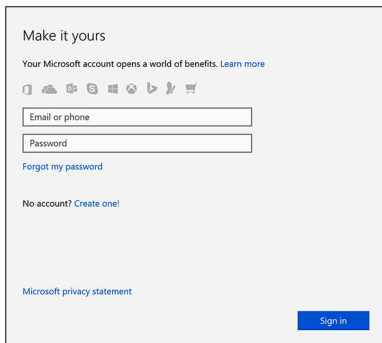 Make it yours
Your Microsoft account opens a world of benefits. Learn more
Email or phone
Password
Forgot my password
No account? Create one!
Microsoft privacy statement
Sign in